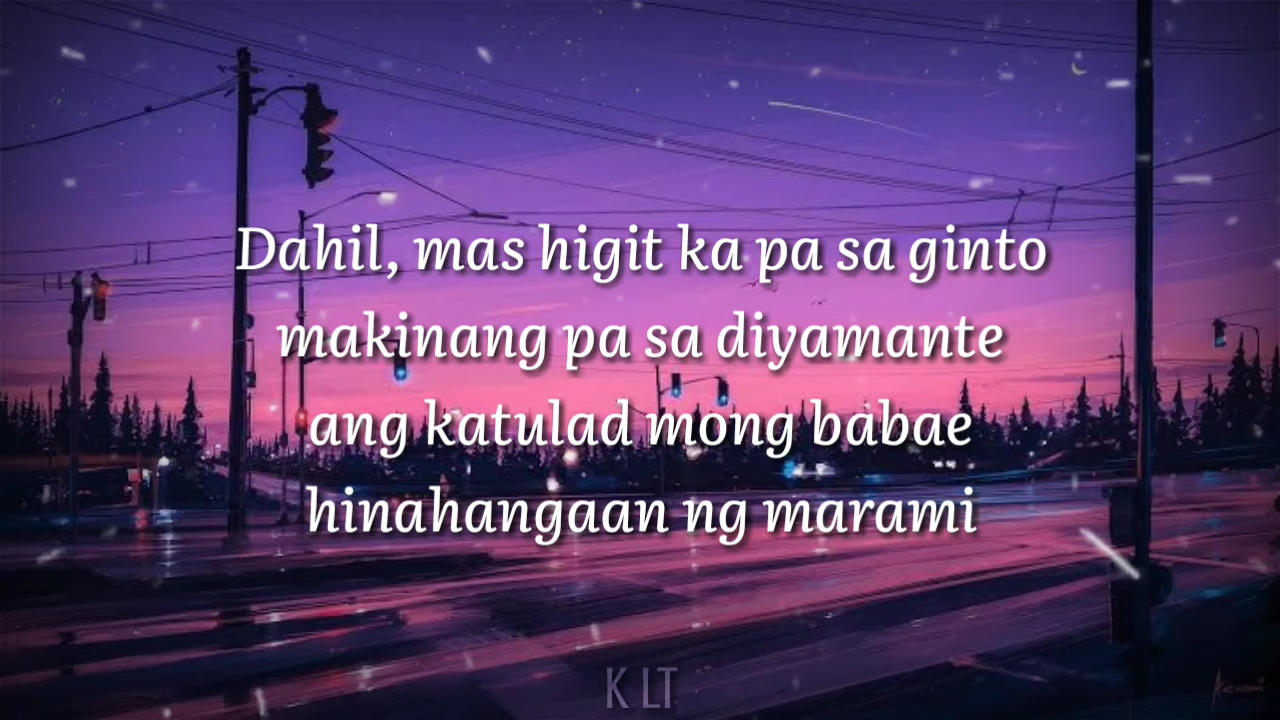 Dahil, mas higit ka pa sa ginto
makinang pa sa diyamante
ang katulad mong babae
hinahangaan ng marami
K LT